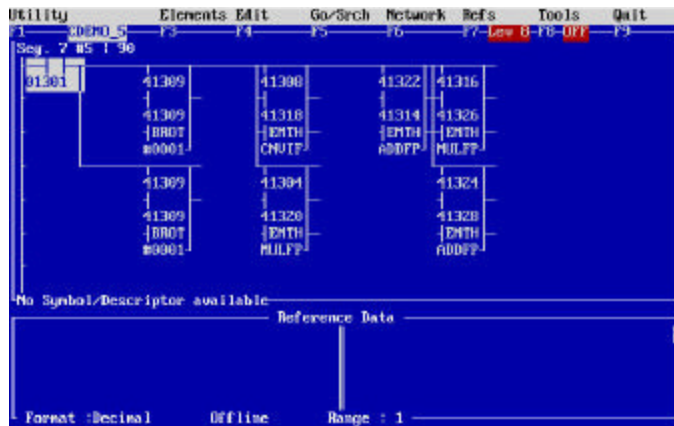 Utility Elements Edit Go/Srch Network Refs Tools Quit
F1 XDEMO_5 F3 F4 F5 F6 F7-Lev 8-F8-OFF-F9
Seg. 7 #5 | 90
01301 41309 41300 41322 41316
41309 41318 41314 41326
BROT EMTH EMTH EMTH
#0001 CNVIF ADDFP MULFP
41309 41304 41324
41309 41320 41328
BROT EMTH EMTH
#0001 MULFP ADDFP
No Symbol/Descriptor available
Reference Data
Format :Decimal Offline Range : 1